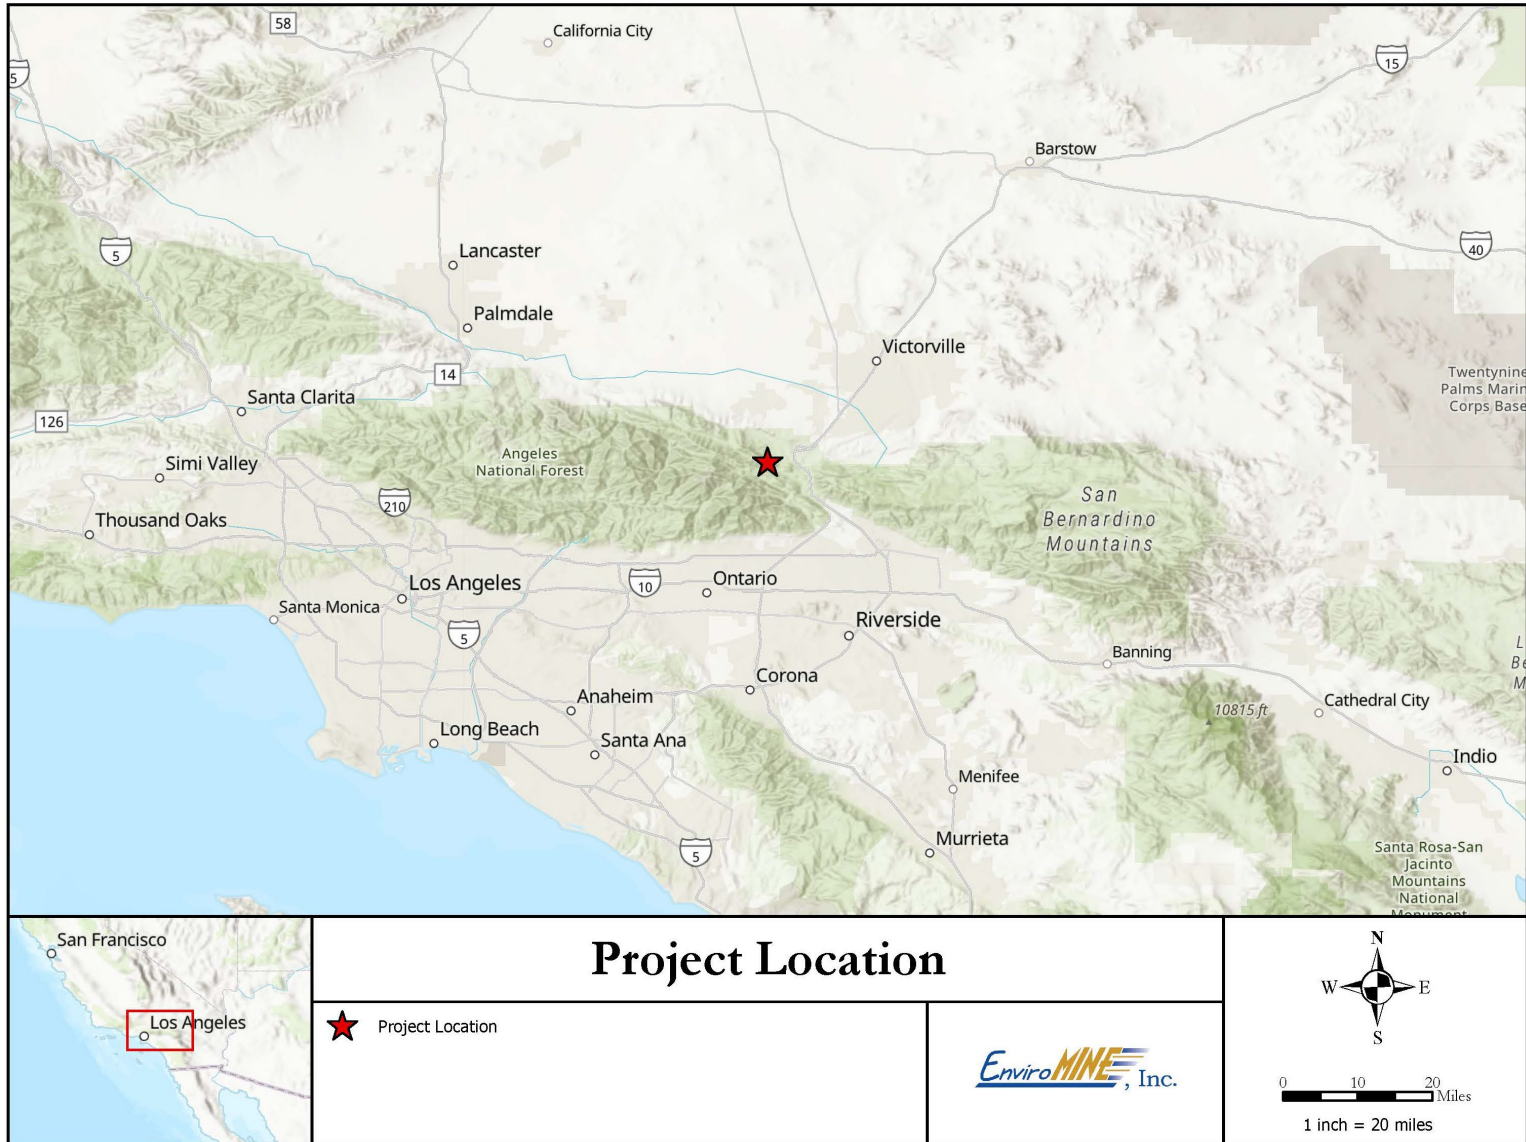 58
California City
5
15
Barstow
5
Lancaster
40
Palmdale
Victorville
14
Twentynine
Palms Marin
Corps Base
Santa Clarita
126
Angeles
National Forest
Simi Valley
210
San
Bernardino
Mountains
Thousand Oaks
Los Angeles
10
Ontario
Santa Monica
5
Riverside
L
Be
M
Banning
Corona
Anaheim
Cathedral City
10815 ft
Long Beach
Santa Ana
Indio
Menifee
Murrieta
5
Santa Rosa-San
Jacinto
Mountains
National
Monument
San Francisco
Los Angeles
Project Location
Project Location
EnviroMINE, Inc.
N
W E
S
0 10 20
Miles
1 inch = 20 miles